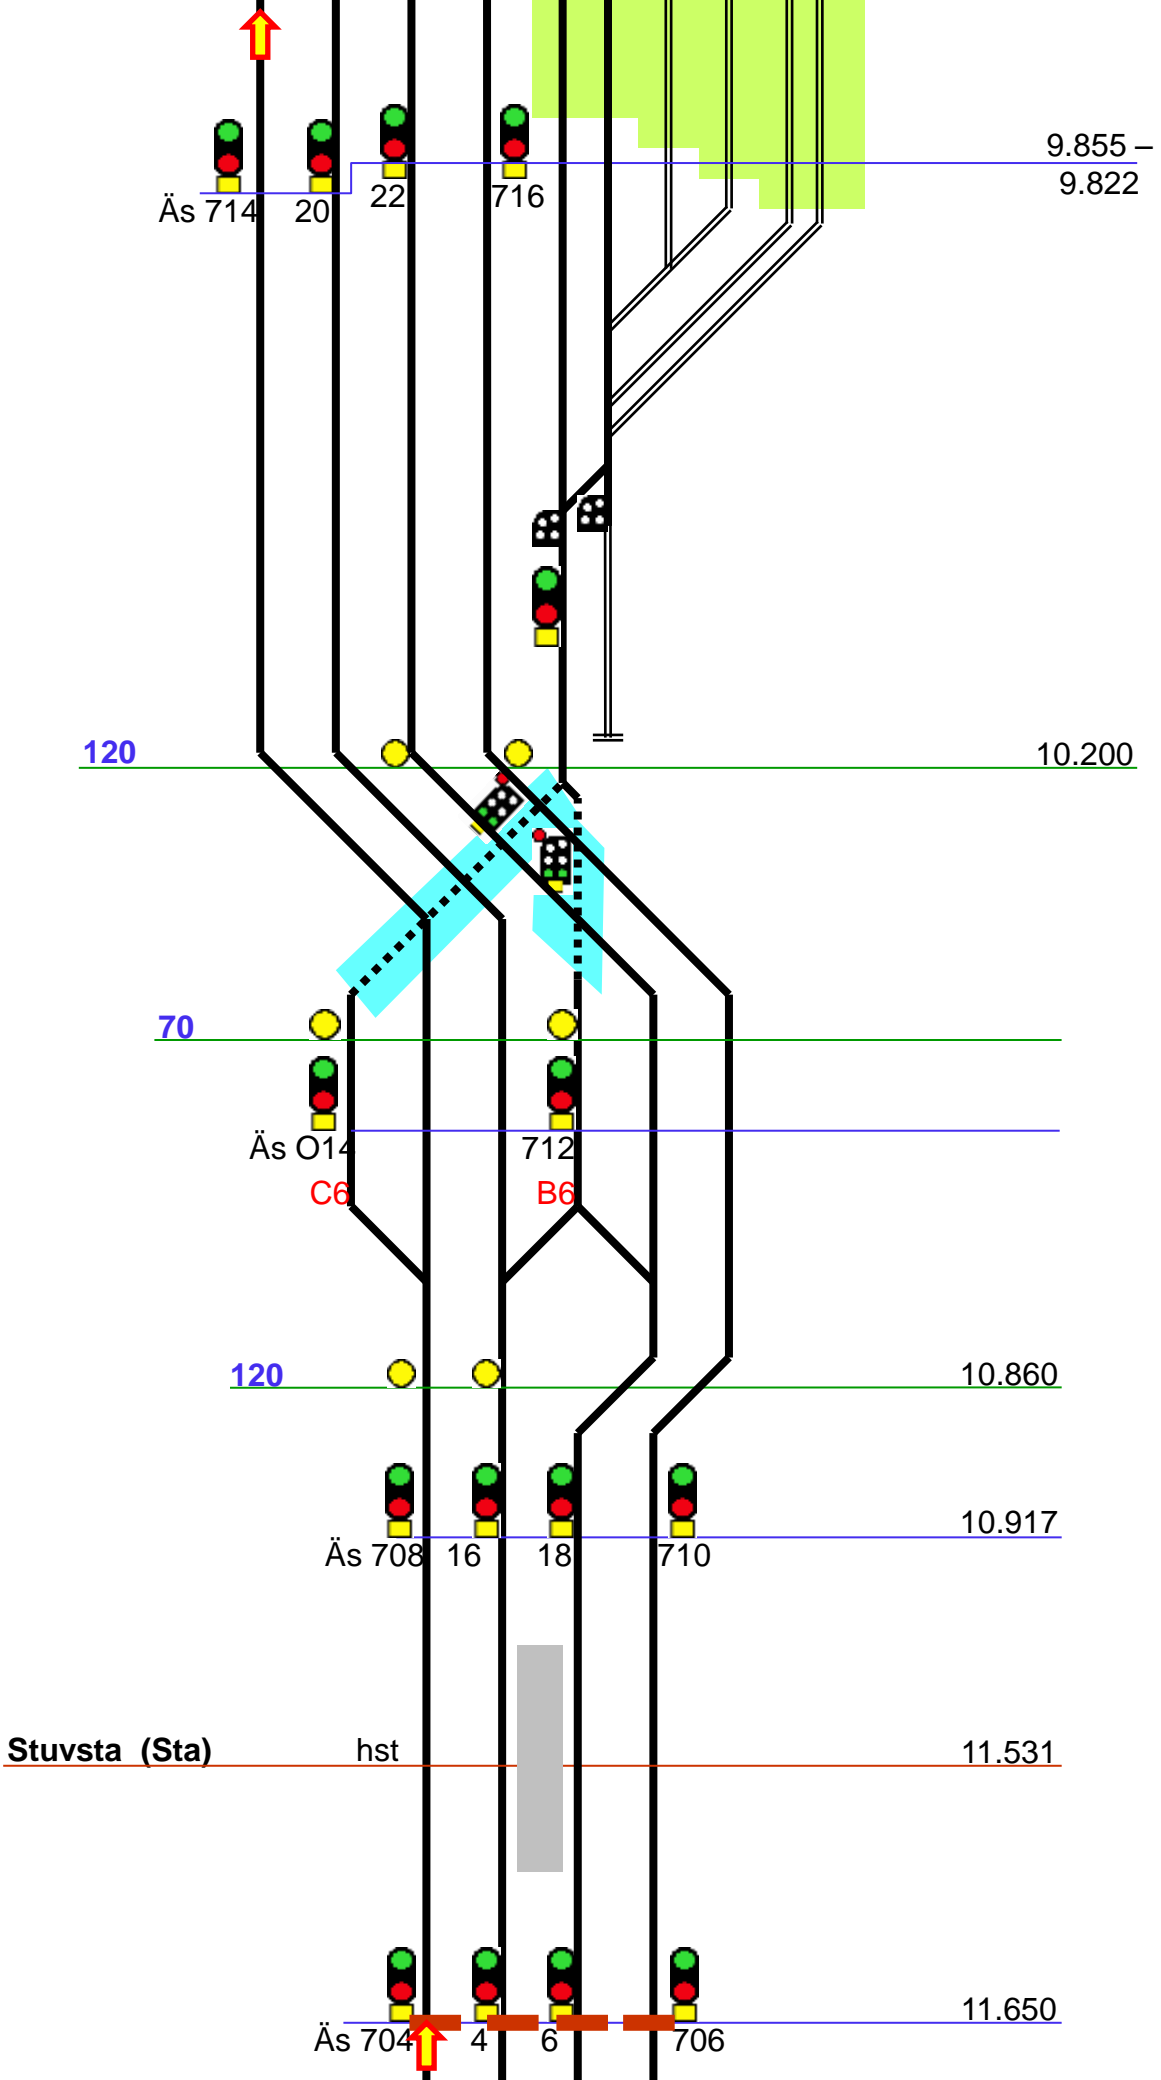 9.855 –
Äs 714 20 22 716 9.822
120 10.200
70
Äs O14 712
C6 B6
120 10.860
10.917
Äs 708 16 18 710
Stuvsta (Sta) hst 11.531
11.650
Äs 704 4 6 706